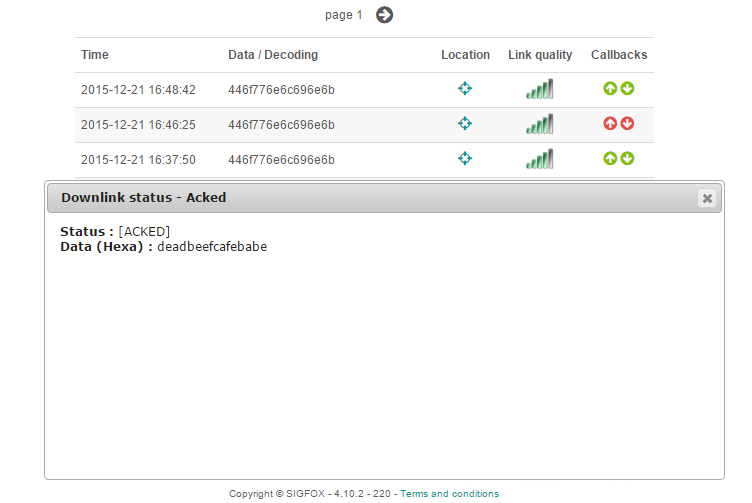 page 1
Time Data / Decoding Location Link quality Callbacks
2015-12-21 16:48:42 446f776e6c696e6b
2015-12-21 16:46:25 446f776e6c696e6b
2015-12-21 16:37:50 446f776e6c696e6b
Downlink status - Acked
Status : [ACKED]
Data (Hexa) : deadbeefcafebabe
Copyright © SIGFOX - 4.10.2 - 220 - Terms and conditions